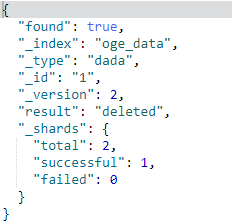 {
"found": true,
"_index": "oge_data",
"_type": "dada",
"_id": "1",
"_version": 2,
"result": "deleted",
"_shards": {
"total": 2,
"successful": 1,
"failed": 0
}
}